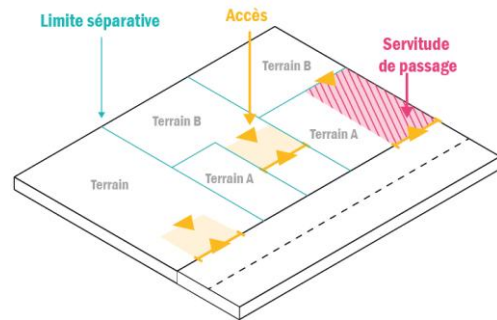 Limite séparative
Accès
Servitude
de passage
Terrain B
Terrain B
Terrain A
Terrain
Terrain A